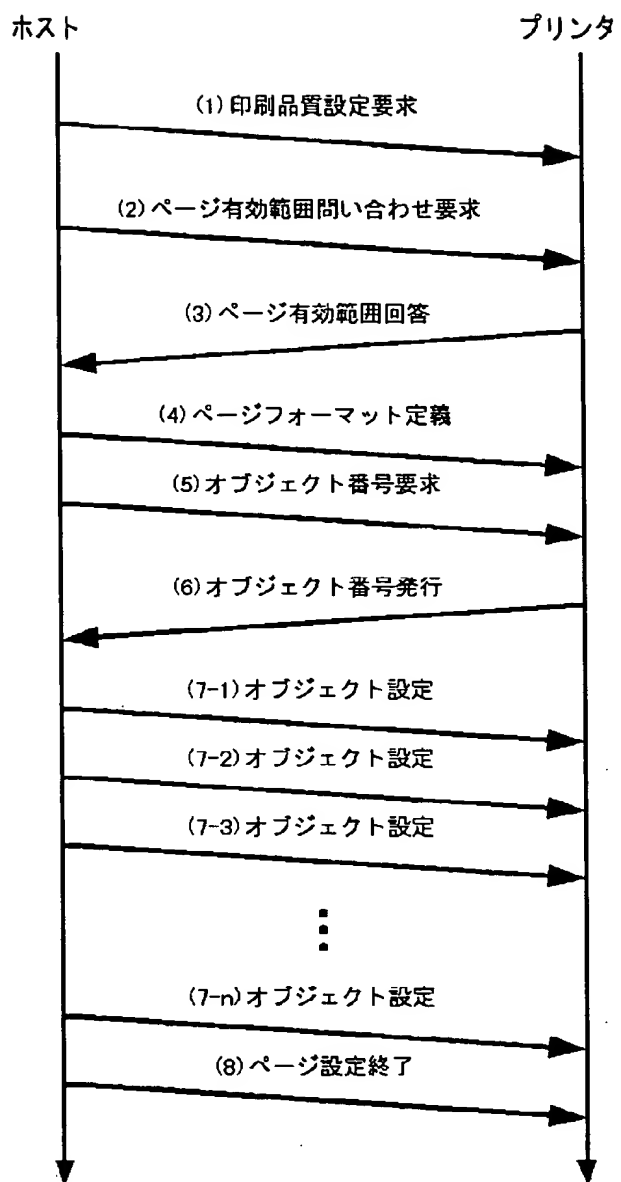 ホスト
プリンタ
(1)印刷品質設定要求
(2)ページ有効範囲問い合わせ要求
(3)ページ有効範囲回答
(4)ページフォーマット定義
(5)オブジェクト番号要求
(6)オブジェクト番号発行
(7-1)オブジェクト設定
(7-2)オブジェクト設定
(7-3)オブジェクト設定
(7-n)オブジェクト設定
(8)ページ設定終了